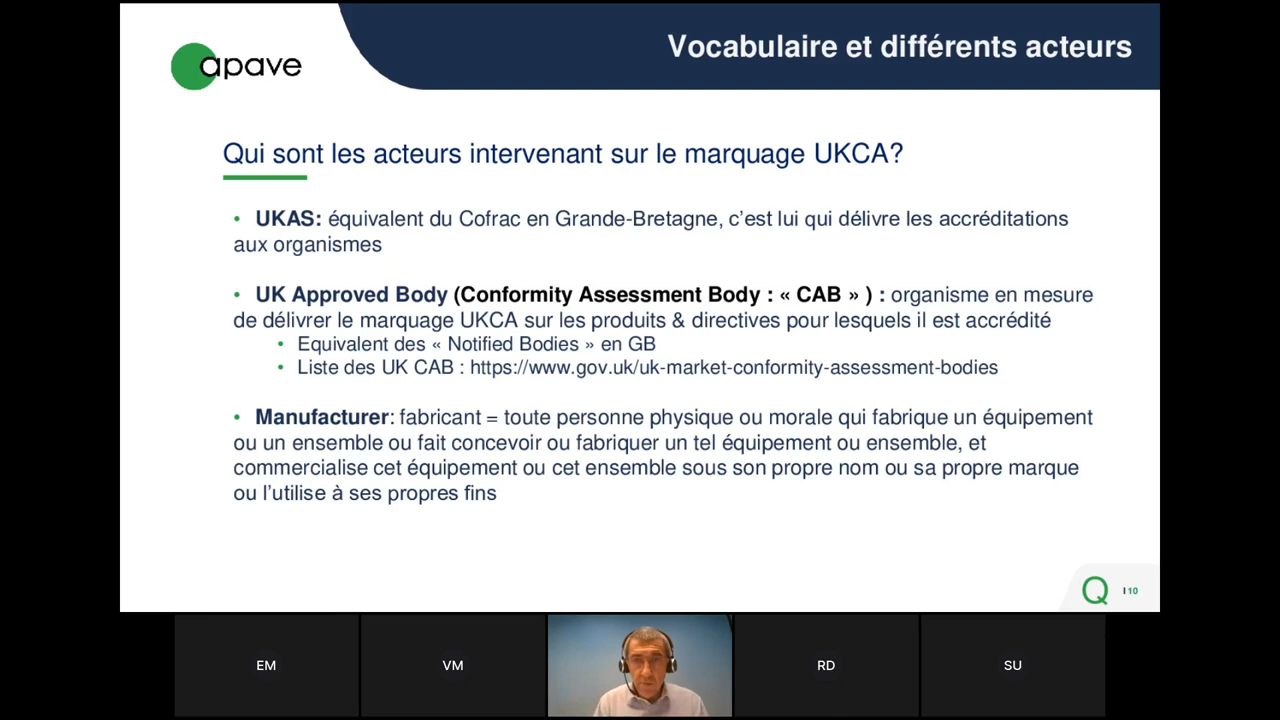 apave
Vocabulaire et différents acteurs
Qui sont les acteurs intervenant sur le marquage UKCA?
• UKAS: équivalent du Cofrac en Grande-Bretagne, c’est lui qui délivre les accréditations
aux organismes
• UK Approved Body (Conformity Assessment Body : « CAB » ) : organisme en mesure
de délivrer le marquage UKCA sur les produits & directives pour lesquels il est accrédité
• Equivalent des « Notified Bodies » en GB
• Liste des UK CAB : https://www.gov.uk/uk-market-conformity-assessment-bodies
• Manufacturer: fabricant = toute personne physique ou morale qui fabrique un équipement
ou un ensemble ou fait concevoir ou fabriquer un tel équipement ou ensemble, et
commercialise cet équipement ou cet ensemble sous son propre nom ou sa propre marque
ou l’utilise à ses propres fins
Q I 10
EM
VM
RD
SU